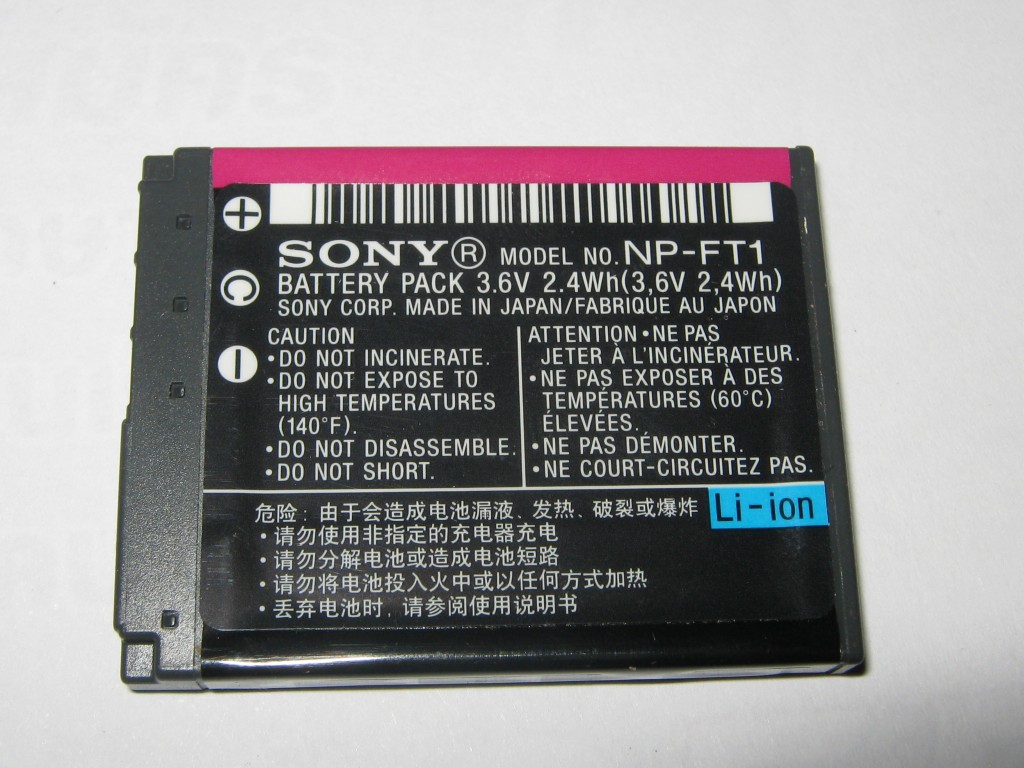 SONY® MODEL NO. NP-FT1
BATTERY PACK 3.6V 2.4Wh(3,6V 2,4Wh)
SONY CORP. MADE IN JAPAN/FABRIQUE AU JAPON
CAUTION
•DO NOT INCINERATE.
•DO NOT EXPOSE TO
HIGH TEMPERATURES
(140°F).
•DO NOT DISASSEMBLE.
•DO NOT SHORT.
ATTENTION •NE PAS
JETER À L'INCINÉRATEUR.
•NE PAS EXPOSER À DES
TEMPÉRATURES (60°C)
ÉLEVÉES.
•NE PAS DÉMONTER.
•NE COURT-CIRCUITEZ PAS.
Li-ion
危险: 由于会造成电池漏液、发热、破裂或爆炸
•请勿使用非指定的充电器充电
•请勿分解电池或造成电池短路
•请勿将电池投入火中或以任何方式加热
•丢弃电池时, 请参阅使用说明书
+
C
−